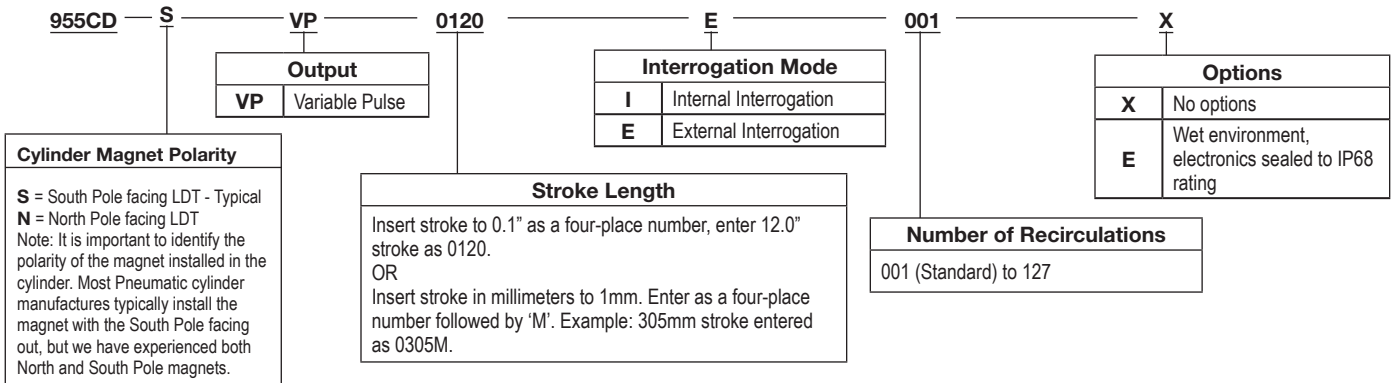 955CD S VP 0120 E 001 X
Output
VP Variable Pulse
Interrogation Mode
I Internal Interrogation
E External Interrogation
Options
X No options
E Wet environment,
electronics sealed to IP68
rating
Cylinder Magnet Polarity
S = South Pole facing LDT - Typical
N = North Pole facing LDT
Note: It is important to identify the
polarity of the magnet installed in the
cylinder. Most Pneumatic cylinder
manufactures typically install the
magnet with the South Pole facing
out, but we have experienced both
North and South Pole magnets.
Stroke Length
Insert stroke to 0.1” as a four-place number, enter 12.0”
stroke as 0120.
OR
Insert stroke in millimeters to 1mm. Enter as a four-place
number followed by ‘M’. Example: 305mm stroke entered
as 0305M.
Number of Recirculations
001 (Standard) to 127